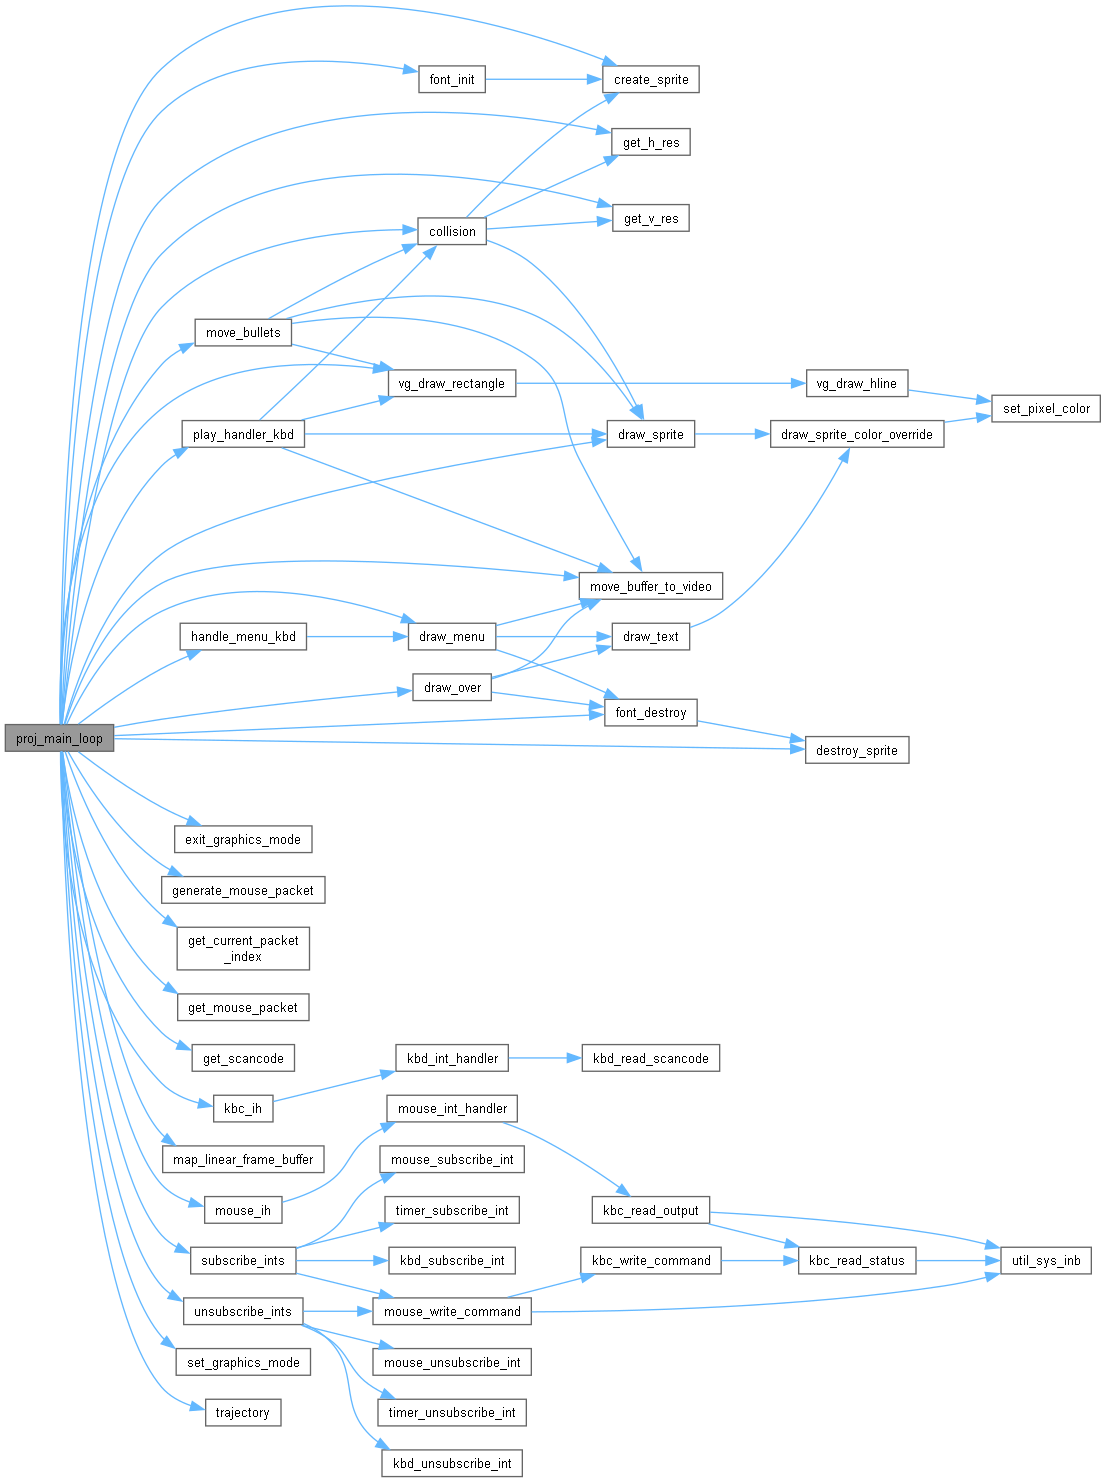 font_init
create_sprite
get_h_res
get_v_res
collision
move_bullets
vg_draw_rectangle
vg_draw_hline
set_pixel_color
play_handler_kbd
draw_sprite
draw_sprite_color_override
move_buffer_to_video
handle_menu_kbd
draw_menu
draw_text
draw_over
font_destroy
proj_main_loop
destroy_sprite
exit_graphics_mode
generate_mouse_packet
get_current_packet
_index
get_mouse_packet
get_scancode
kbd_int_handler
kbd_read_scancode
kbc_ih
mouse_int_handler
map_linear_frame_buffer
mouse_subscribe_int
mouse_ih
timer_subscribe_int
kbc_read_output
subscribe_ints
kbd_subscribe_int
kbc_write_command
kbc_read_status
util_sys_inb
unsubscribe_ints
mouse_write_command
set_graphics_mode
mouse_unsubscribe_int
trajectory
timer_unsubscribe_int
kbd_unsubscribe_int